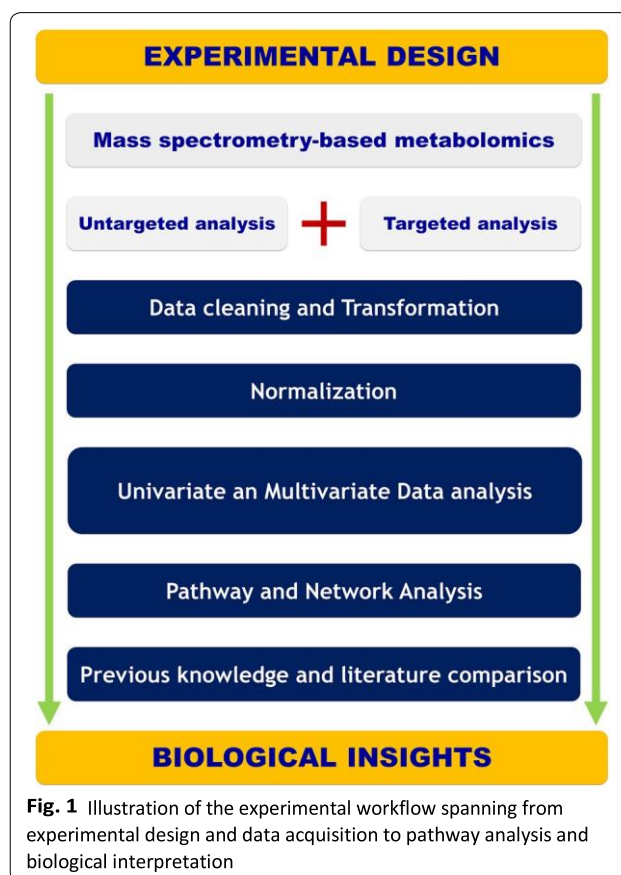 EXPERIMENTAL DESIGN
Mass spectrometry-based metabolomics
Untargeted analysis + Targeted analysis
Data cleaning and Transformation
Normalization
Univariate an Multivariate Data analysis
Pathway and Network Analysis
Previous knowledge and literature comparison
BIOLOGICAL INSIGHTS
Fig. 1 Illustration of the experimental workflow spanning from
experimental design and data acquisition to pathway analysis and
biological interpretation